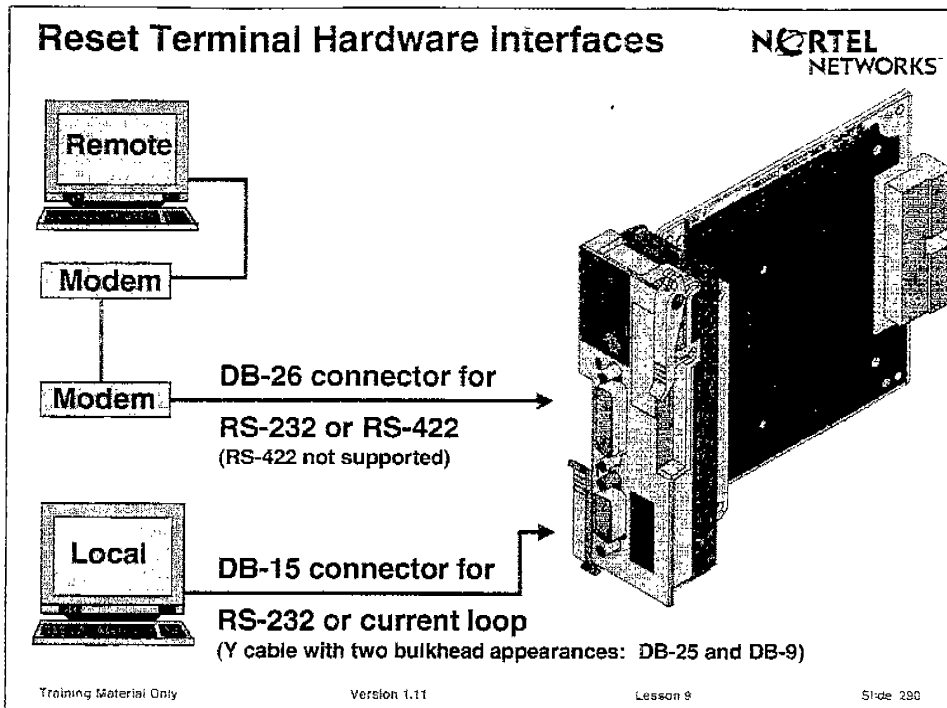 Reset Terminal Hardware Interfaces
NORTEL
NETWORKS
Remote
Modem
Modem
DB-26 connector for
RS-232 or RS-422
(RS-422 not supported)
Local
DB-15 connector for
RS-232 or current loop
(Y cable with two bulkhead appearances: DB-25 and DB-9)
Training Material Only
Version 1.11
Lesson 9
Slide 290